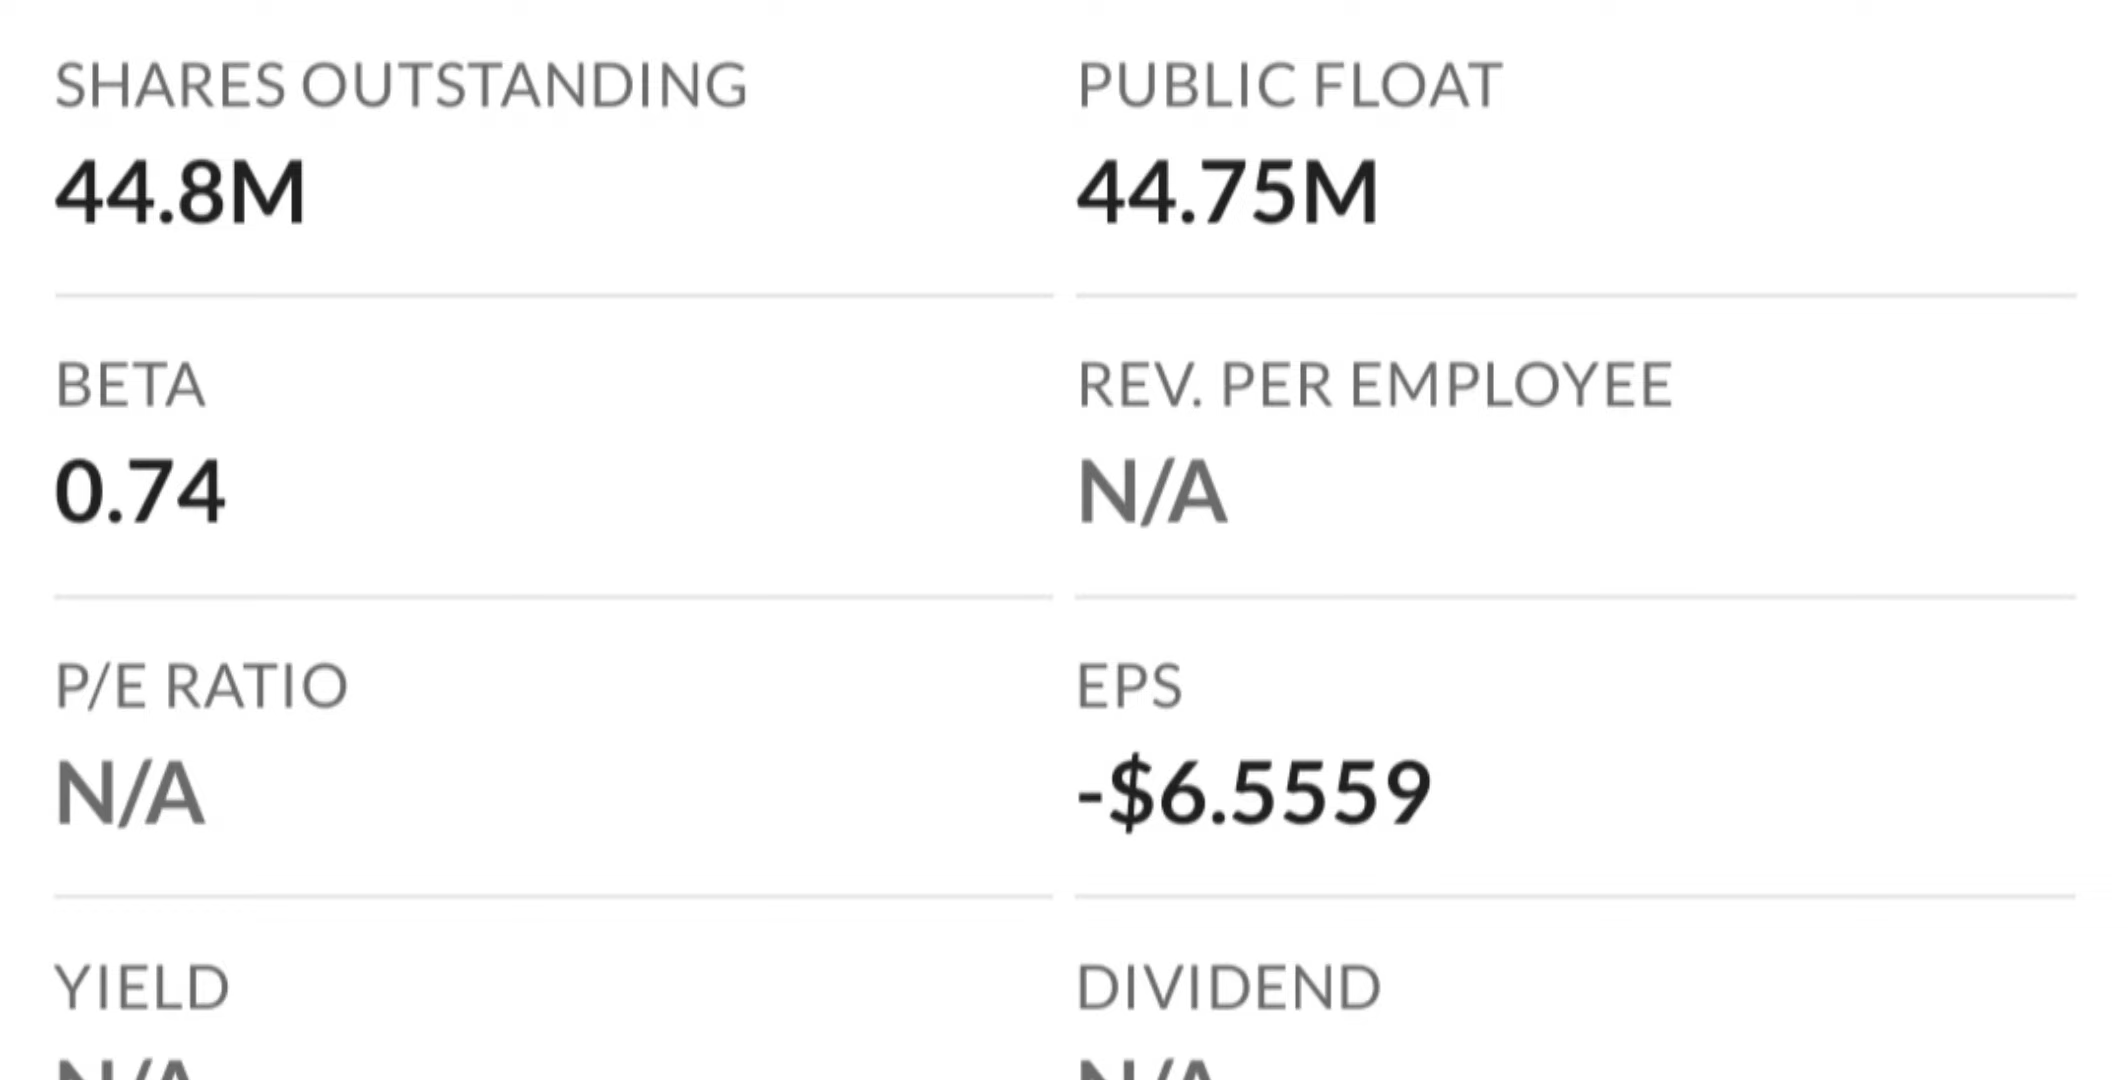 SHARES OUTSTANDING
44.8M
PUBLIC FLOAT
44.75M
BETA
0.74
REV. PER EMPLOYEE
N/A
P/E RATIO
N/A
EPS
-$6.5559
YIELD
N/A
DIVIDEND
N/A